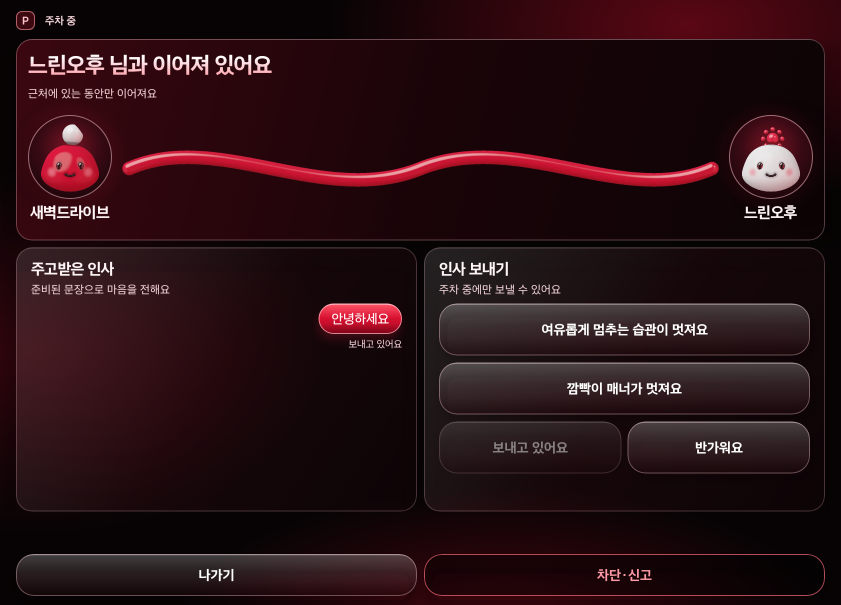 P 주차 중
느린오후 님과 이어져 있어요
근처에 있는 동안만 이어져요
새벽드라이브
느린오후
주고받은 인사
준비된 문장으로 마음을 전해요
안녕하세요
보내고 있어요
인사 보내기
주차 중에만 보낼 수 있어요
여유롭게 멈추는 습관이 멋져요
깜빡이 매너가 멋져요
보내고 있어요
반가워요
나가기
차단·신고